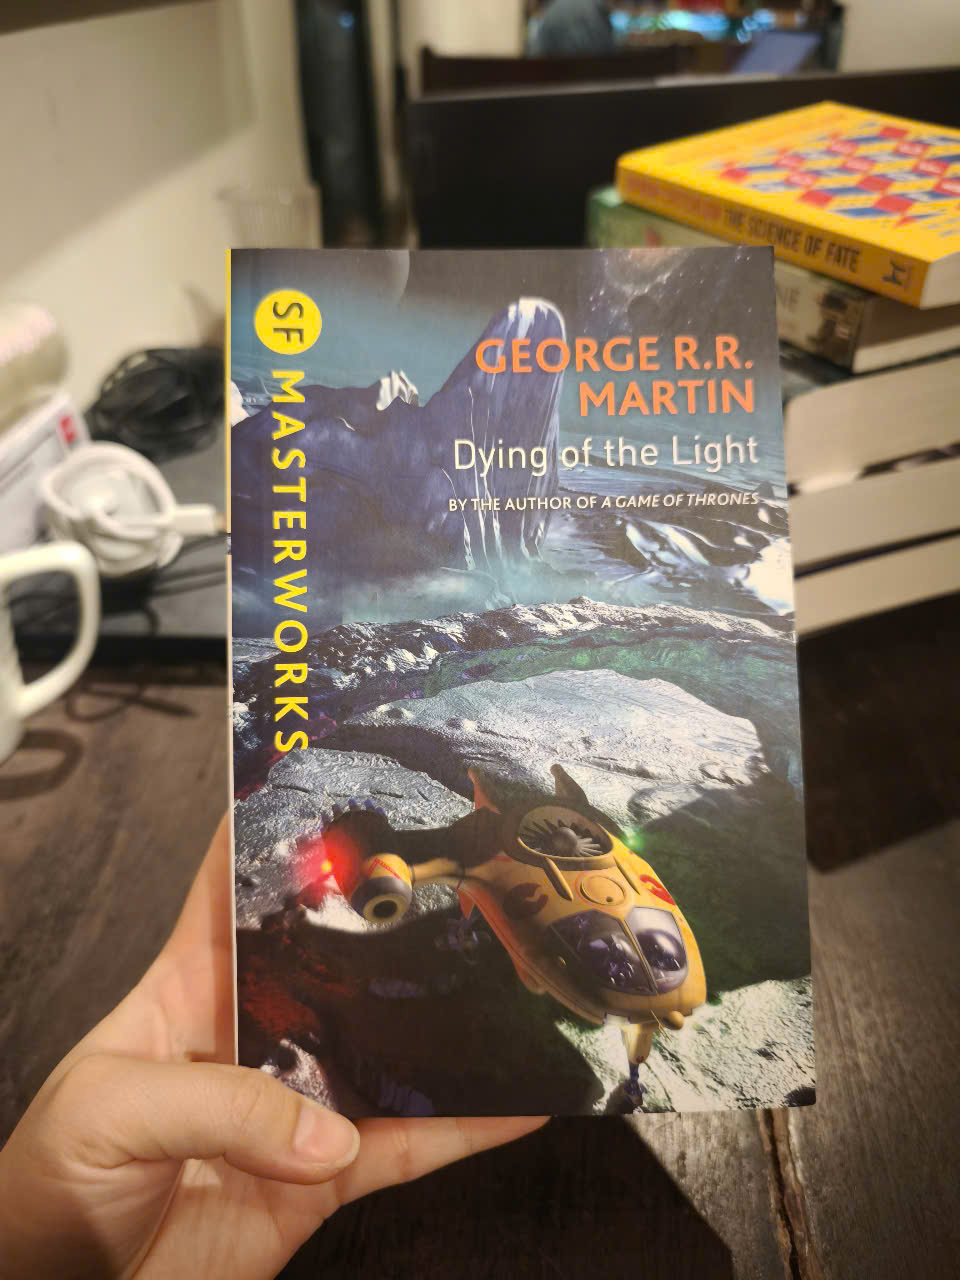 SF MASTERWORKS
GEORGE R.R.
MARTIN
Dying of the Light
BY THE AUTHOR OF A GAME OF THRONES
THE SCIENCE OF FATE